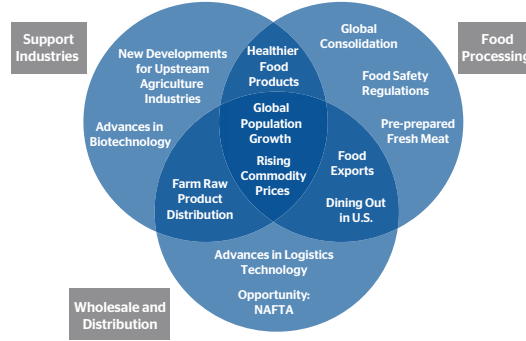 Support
Industries
New Developments
for Upstream
Agriculture
Industries
Advances in
Biotechnology
Healthier
Food
Products
Global
Consolidation
Food Safety
Regulations
Pre-prepared
Fresh Meat
Food
Processing
Global
Population
Growth
Rising
Commodity
Prices
Farm Raw
Product
Distribution
Food
Exports
Dining Out
in U.S.
Advances in Logistics
Technology
Opportunity:
NAFTA
Wholesale and
Distribution